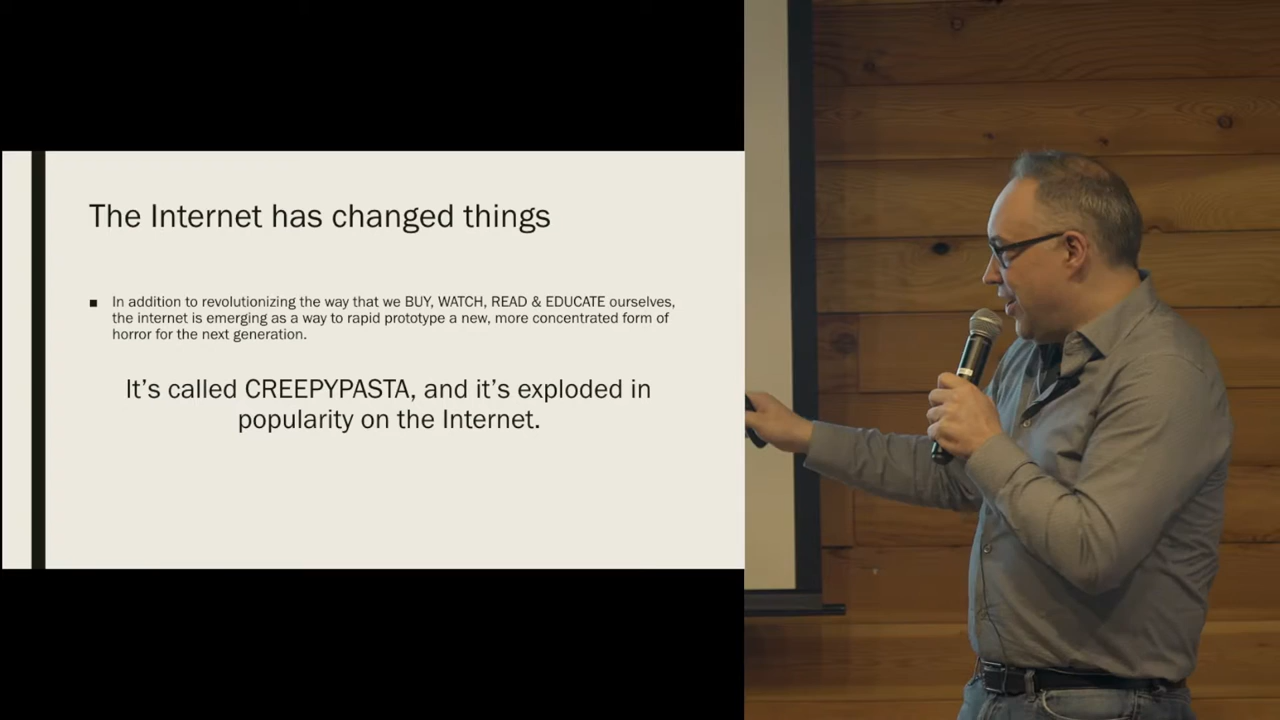 The Internet has changed things
■ In addition to revolutionizing the way that we BUY, WATCH, READ & EDUCATE ourselves,
the internet is emerging as a way to rapid prototype a new, more concentrated form of
horror for the next generation.
It's called CREEPYPASTA, and it's exploded in
popularity on the Internet.